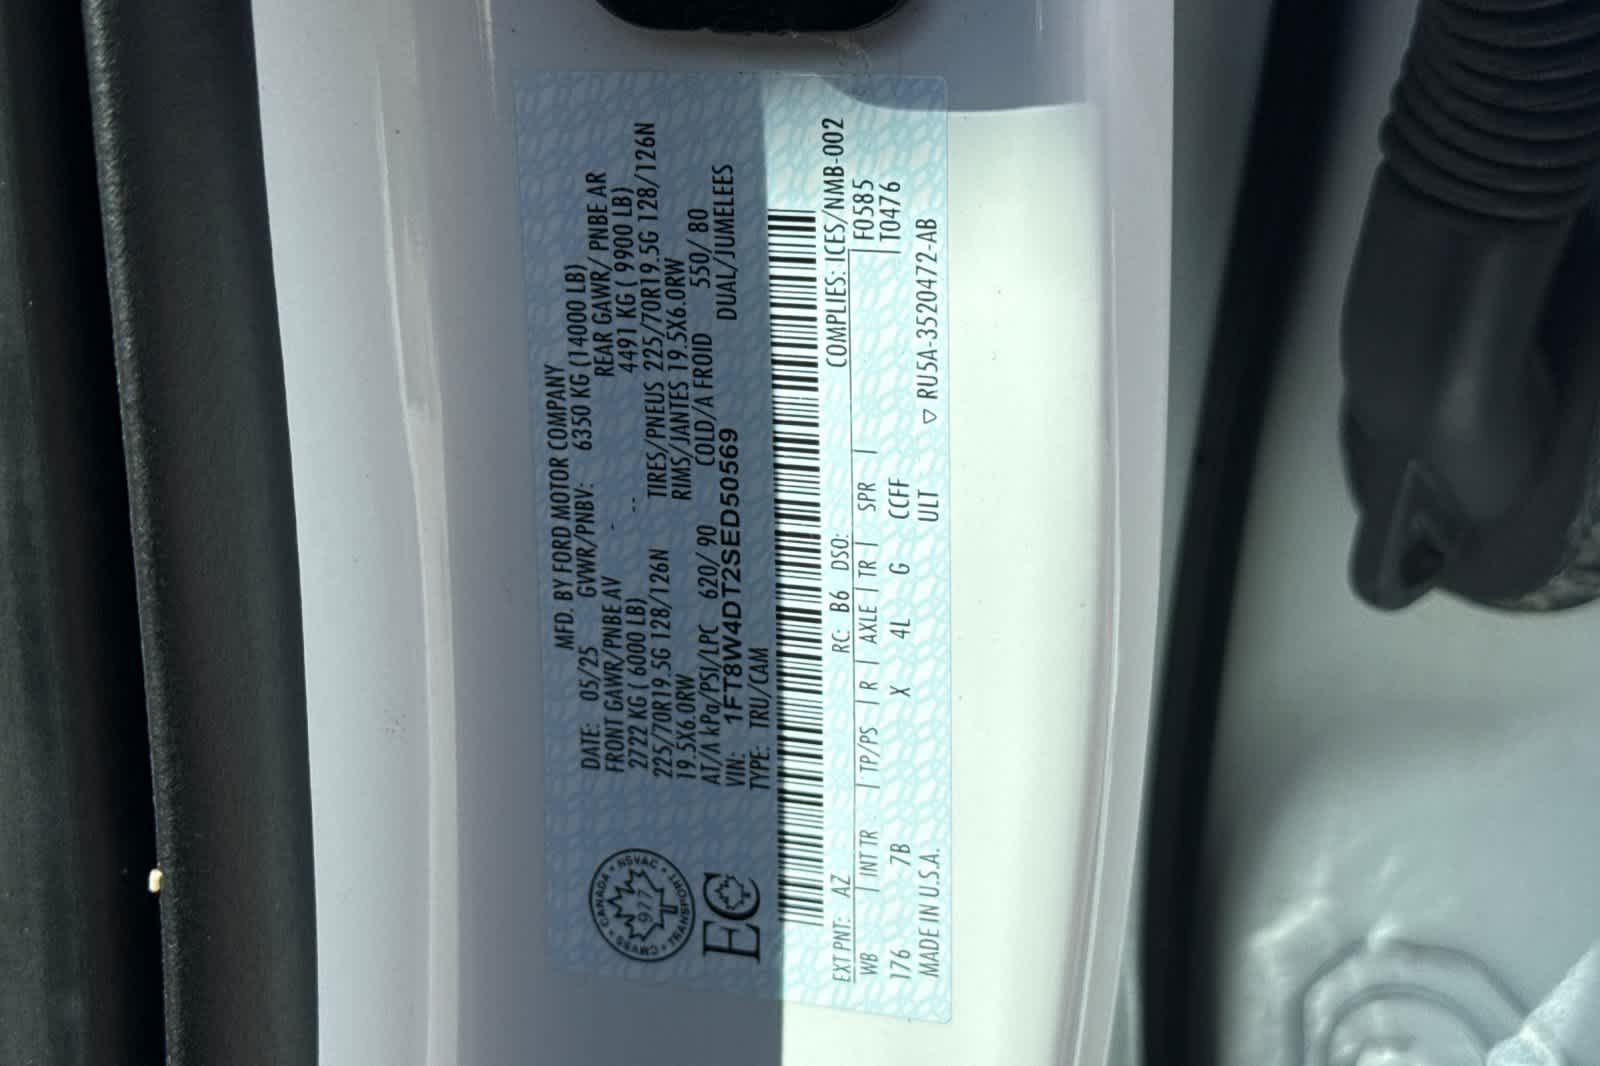 MFD. BY FORD MOTOR COMPANY
DATE: 05/25 GVWR/PNBV: 6350 KG (14000 LB)
FRONT GAWR/PNBE AV REAR GAWR/ PNBE AR
2722 KG ( 6000 LB) 4491 KG ( 9900 LB)
225/70R19.5G 128/126N TIRES/PNEUS 225/70R19.5G 128/126N
19.5X6.0RW RIMS/JANTES 19.5X6.0RW
AT/A kPa/PSI/LPC 620/ 90 COLD/A FROID 550/ 80
VIN: 1FT8W4DT2SED50569 DUAL/JUMELEES
TYPE: TRU/CAM
CANADA • NSVAC • TRANSPORT • CMVSS •
977
EC
EXT PNT: AZ RC: B6 DSO: COMPLIES: ICES/NMB-002
WB | INT TR | TP/PS | R | AXLE | TR | SPR | F0585
T0476
176 7B X 4L G CCFF
MADE IN U.S.A. ULT ▽ RU5A-3520472-AB